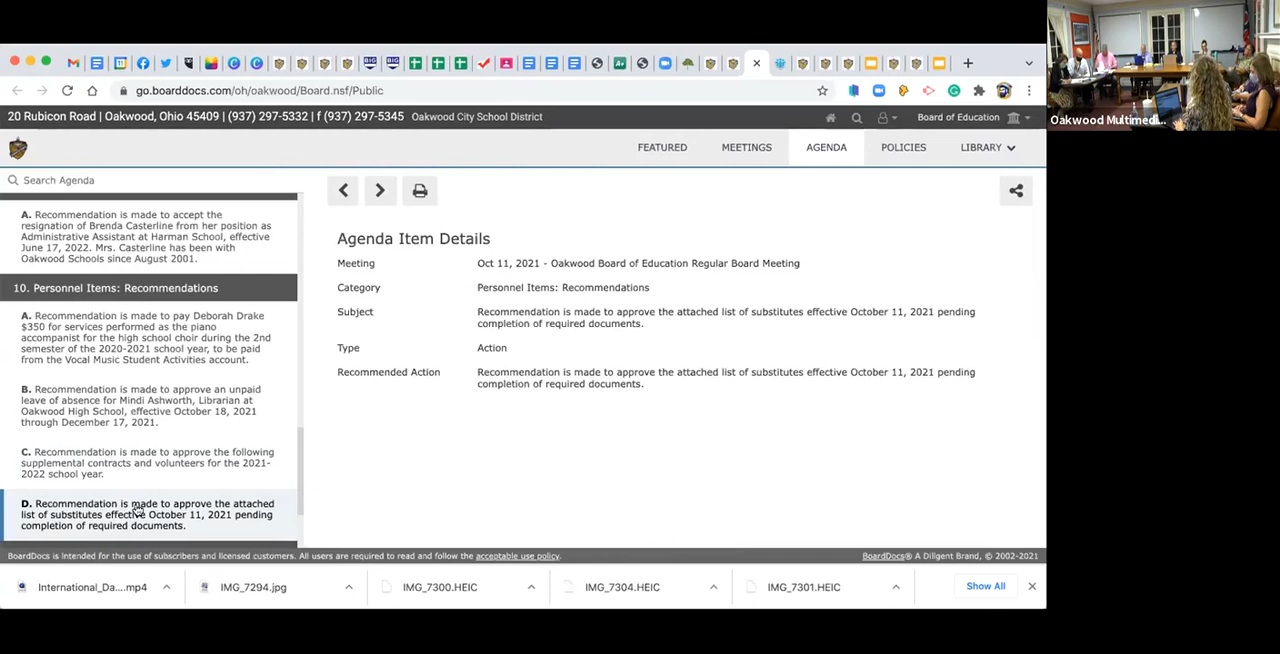 go.boarddocs.com/oh/oakwood/Board.nsf/Public
20 Rubicon Road | Oakwood, Ohio 45409 | (937) 297-5332 | f (937) 297-5345 Oakwood City School District
Board of Education
FEATURED
MEETINGS
AGENDA
POLICIES
LIBRARY
Search Agenda
A. Recommendation is made to accept the
resignation of Brenda Casterline from her position as
Administrative Assistant at Harman School, effective
June 17, 2022. Mrs. Casterline has been with
Oakwood Schools since August 2001.
10. Personnel Items: Recommendations
A. Recommendation is made to pay Deborah Drake
$350 for services performed as the piano
accompanist for the high school choir during the 2nd
semester of the 2020-2021 school year, to be paid
from the Vocal Music Student Activities account.
B. Recommendation is made to approve an unpaid
leave of absence for Mindi Ashworth, Librarian at
Oakwood High School, effective October 18, 2021
through December 17, 2021.
C. Recommendation is made to approve the following
supplemental contracts and volunteers for the 2021-
2022 school year.
D. Recommendation is made to approve the attached
list of substitutes effective October 11, 2021 pending
completion of required documents.
Agenda Item Details
Meeting
Oct 11, 2021 - Oakwood Board of Education Regular Board Meeting
Category
Personnel Items: Recommendations
Subject
Recommendation is made to approve the attached list of substitutes effective October 11, 2021 pending
completion of required documents.
Type
Action
Recommended Action
Recommendation is made to approve the attached list of substitutes effective October 11, 2021 pending
completion of required documents.
BoardDocs is intended for the use of subscribers and licensed customers. All users are required to read and follow the acceptable use policy.
BoardDocs® A Diligent Brand, © 2002-2021
International_Da....mp4
IMG_7294.jpg
IMG_7300.HEIC
IMG_7304.HEIC
IMG_7301.HEIC
Show All
Oakwood Multimedi...